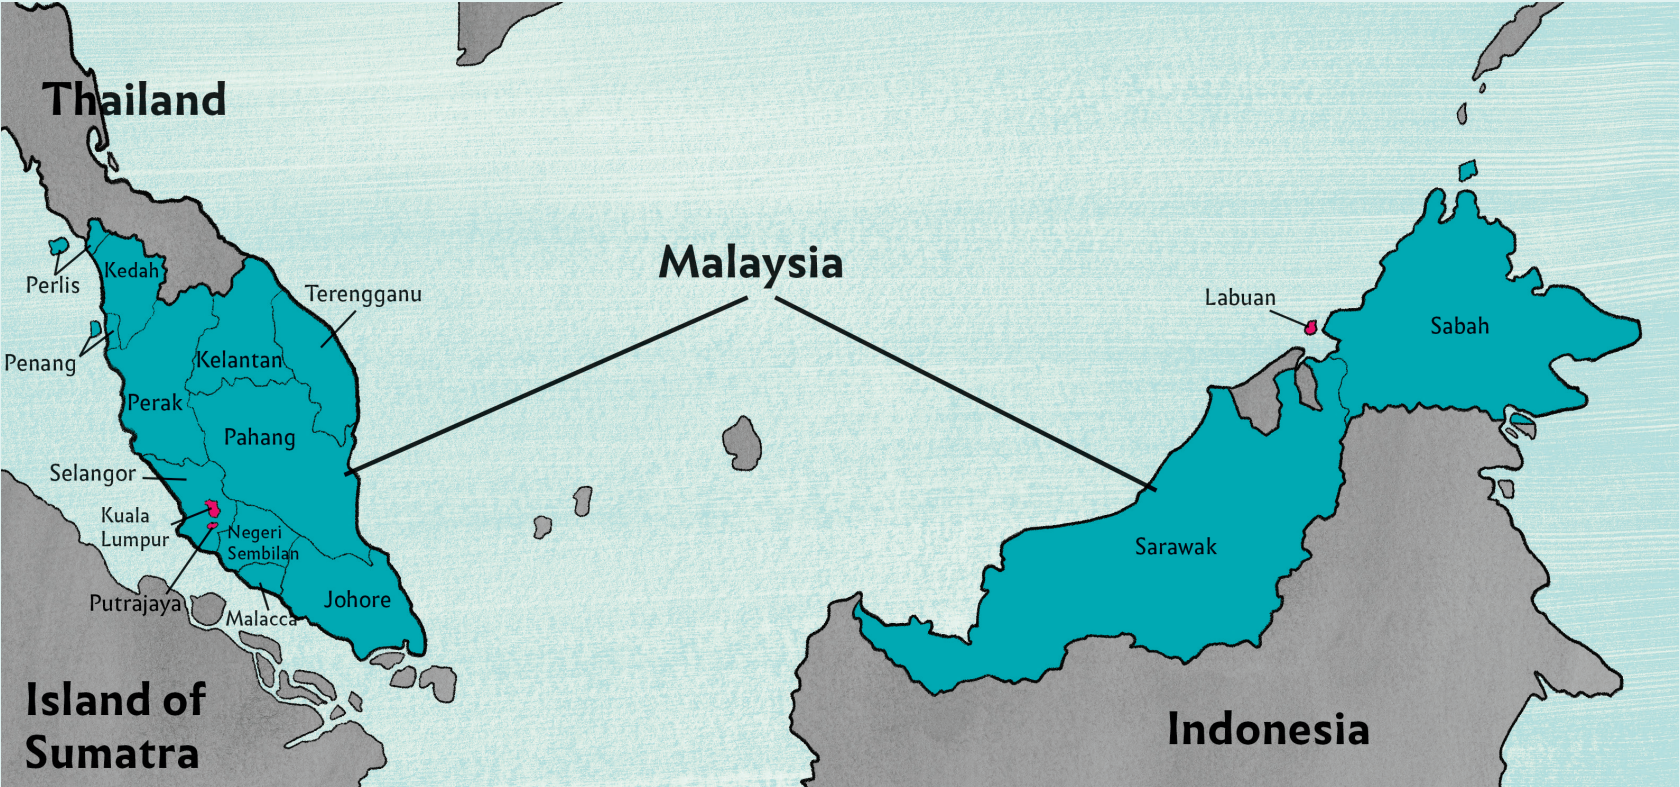 Thailand
Malaysia
Perlis
Kedah
Terengganu
Labuan
Sabah
Penang
Kelantan
Perak
Pahang
Selangor
Kuala
Lumpur
Negeri
Sembilan
Sarawak
Putrajaya
Malacca
Johore
Island of
Sumatra
Indonesia